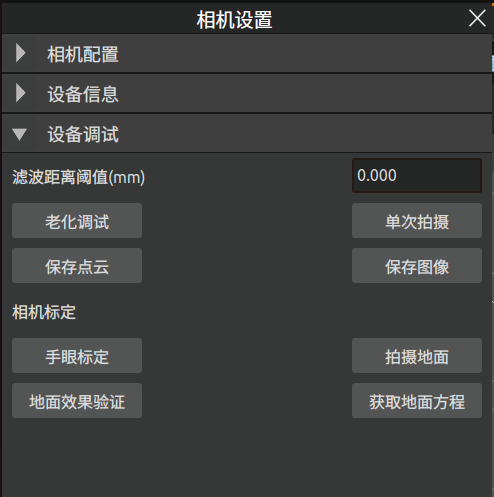 相机设置
相机配置
设备信息
设备调试
滤波距离阈值(mm) 0.000
老化调试 单次拍摄
保存点云 保存图像
相机标定
手眼标定 拍摄地面
地面效果验证 获取地面方程